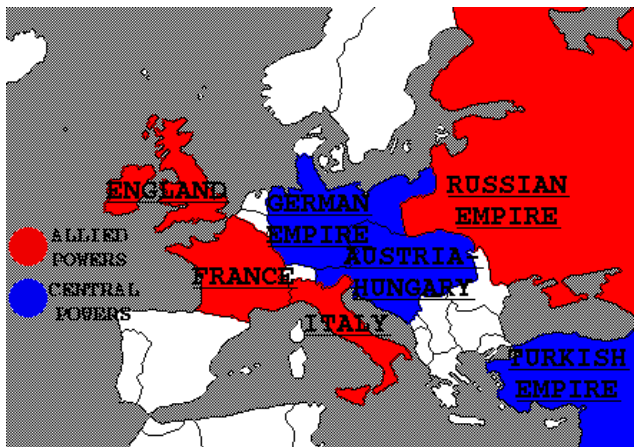 ENGLAND
GERMAN
EMPIRE
RUSSIAN
EMPIRE
ALLIED
POWERS
CENTRAL
POWERS
FRANCE
AUSTRIA-
HUNGARY
ITALY
TURKISH
EMPIRE